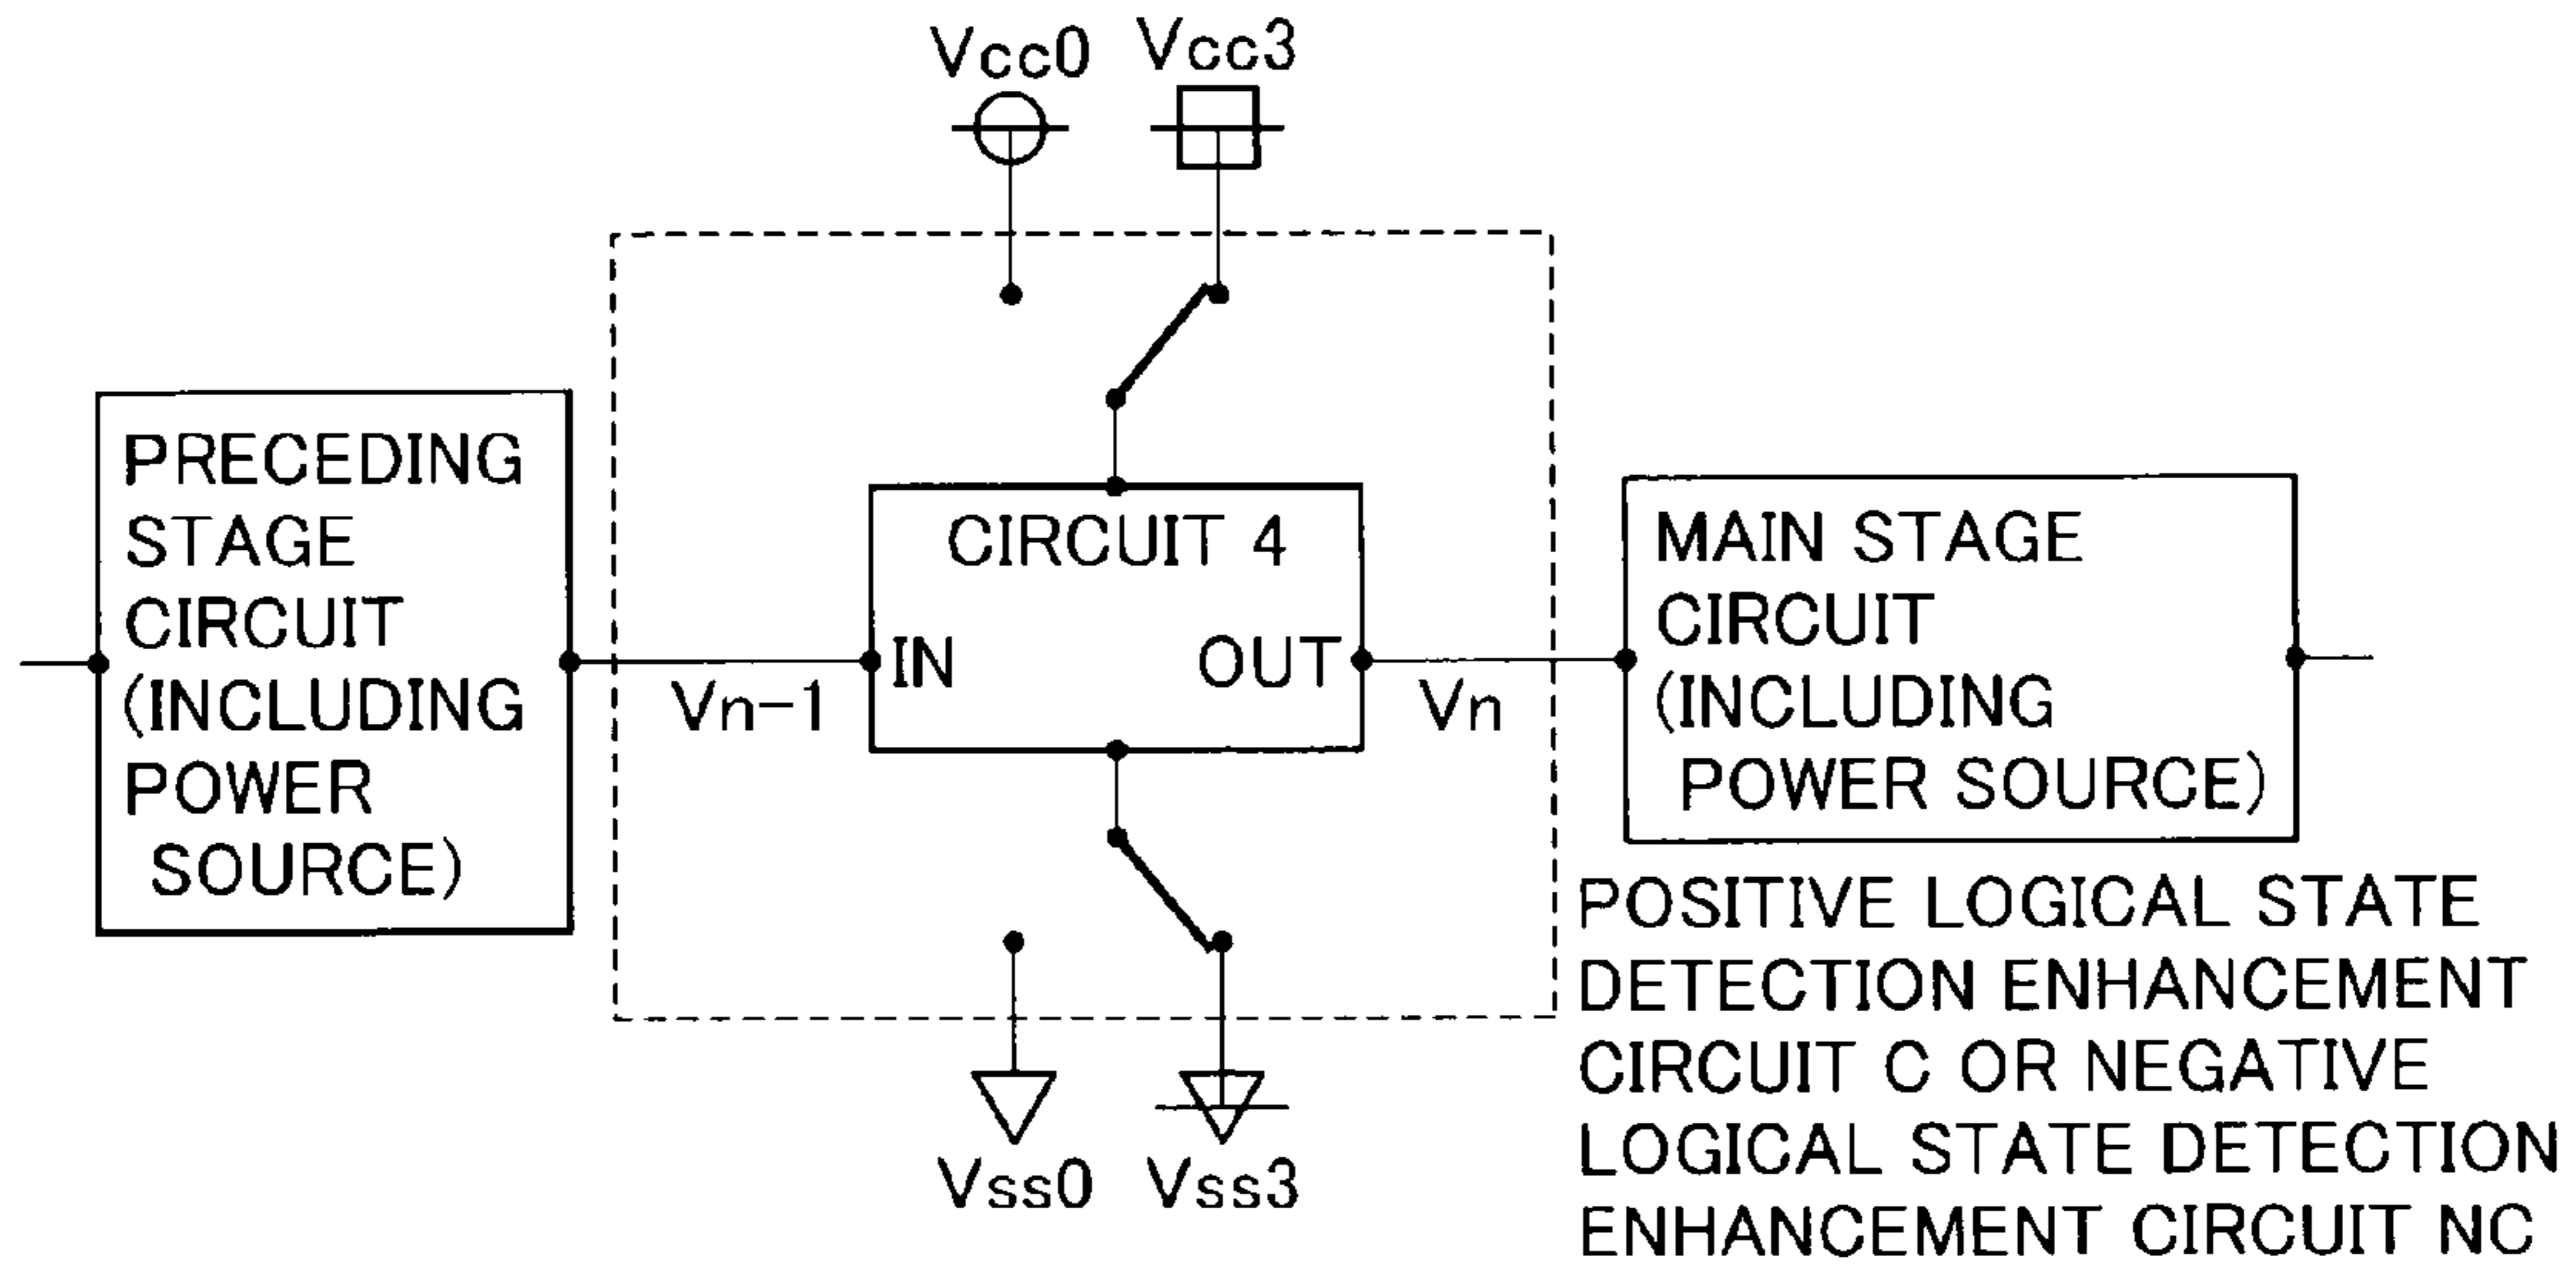 Vcc0
Vcc3
PRECEDING
STAGE
CIRCUIT
(INCLUDING
POWER
SOURCE)
Vn-1
CIRCUIT 4
IN
OUT
Vn
MAIN STAGE
CIRCUIT
(INCLUDING
POWER SOURCE)
Vss0
Vss3
POSITIVE LOGICAL STATE
DETECTION ENHANCEMENT
CIRCUIT C OR NEGATIVE
LOGICAL STATE DETECTION
ENHANCEMENT CIRCUIT NC